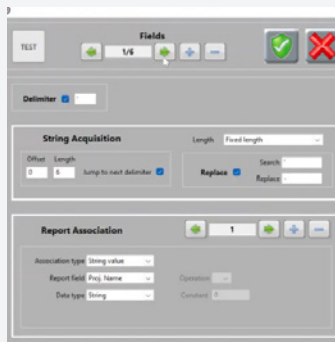 Fields
TEST
1/6
Delimiter
String Acquisition
Length
Fixed length
Offset
Length
0
6
Jump to next delimiter
Replace
Search
Replace
Report Association
1
Association type
String value
Report field
Proj. Name
Operation
Data type
String
Constant